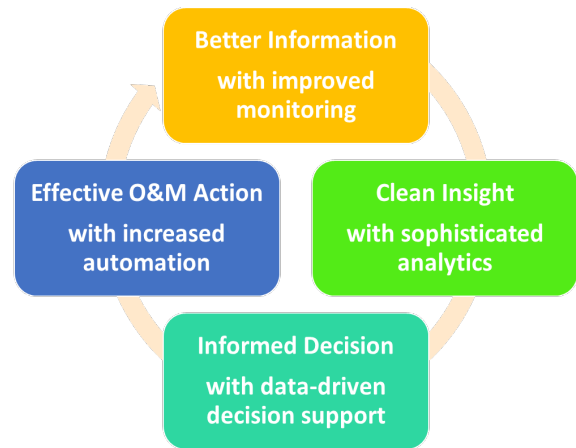 Better Information
with improved
monitoring
Clean Insight
with sophisticated
analytics
Informed Decision
with data-driven
decision support
Effective O&M Action
with increased
automation